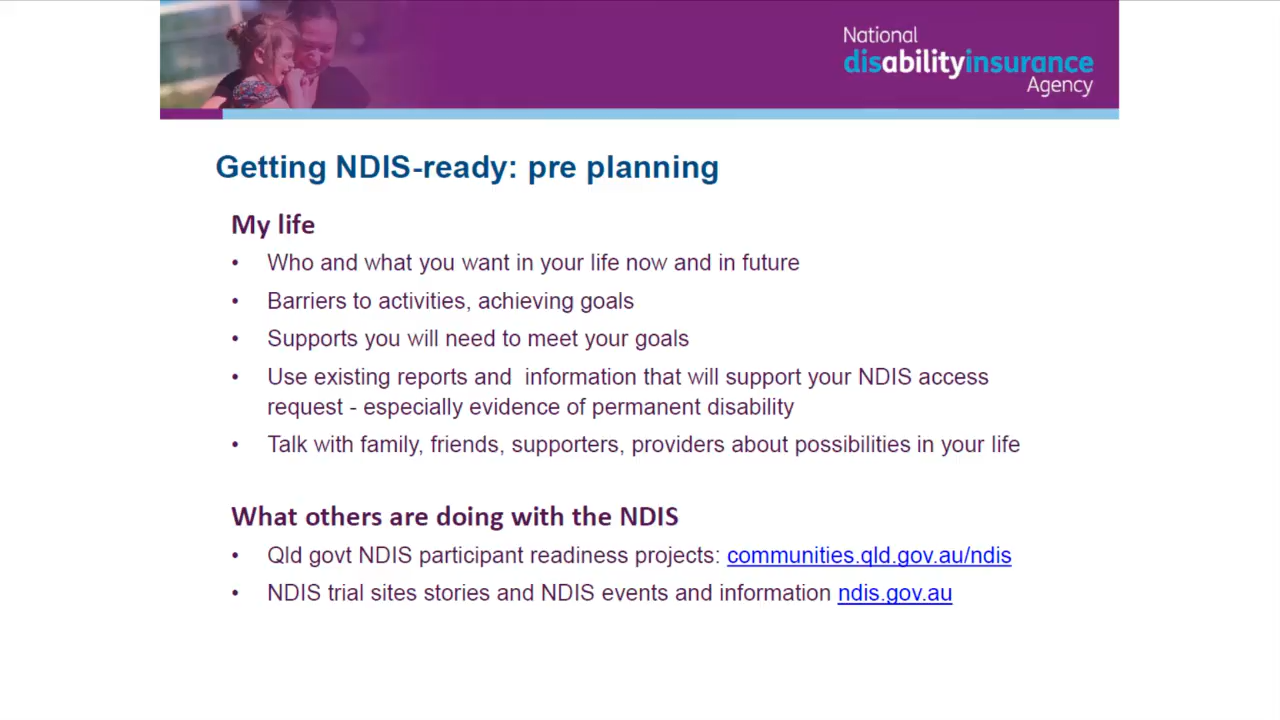 National
disabilityinsurance
Agency
Getting NDIS-ready: pre planning
My life
• Who and what you want in your life now and in future
• Barriers to activities, achieving goals
• Supports you will need to meet your goals
• Use existing reports and  information that will support your NDIS access
request - especially evidence of permanent disability
• Talk with family, friends, supporters, providers about possibilities in your life
What others are doing with the NDIS
• Qld govt NDIS participant readiness projects: communities.qld.gov.au/ndis
• NDIS trial sites stories and NDIS events and information ndis.gov.au